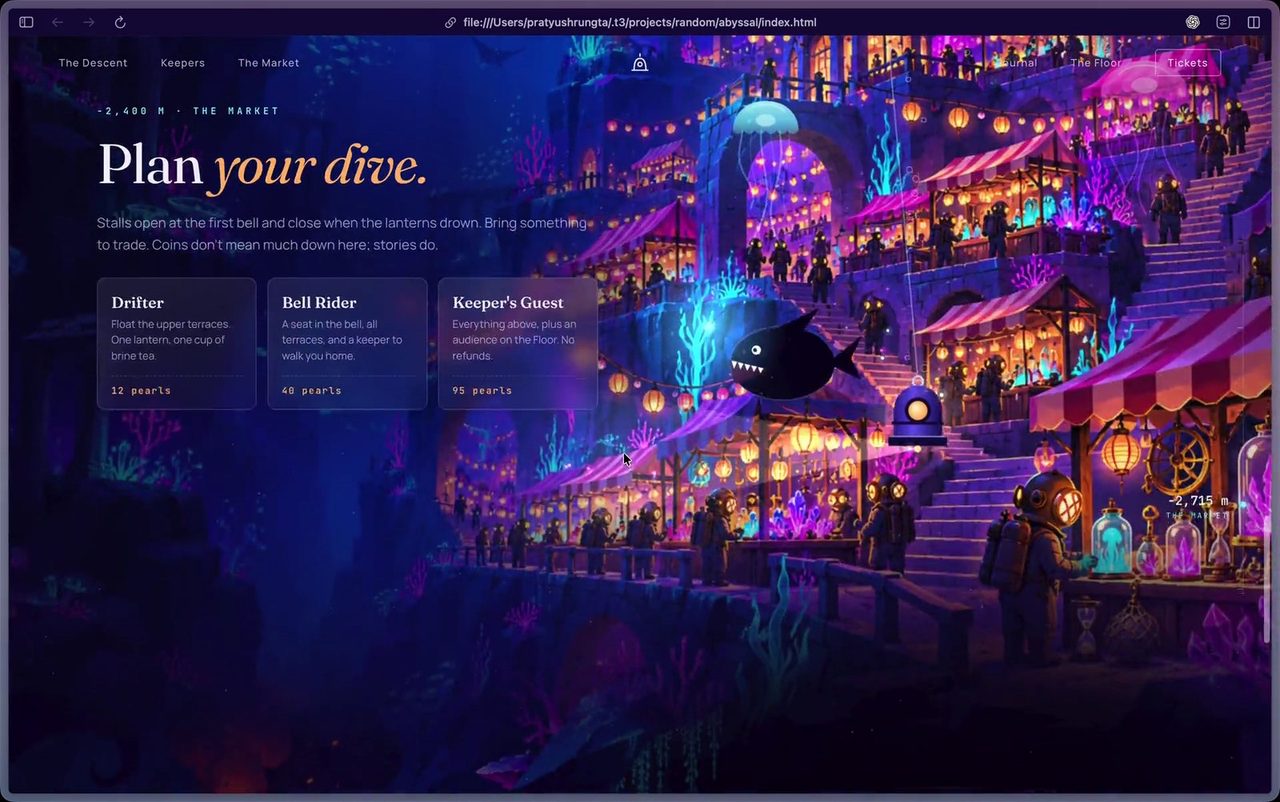 file:///Users/pratyushrungta/.t3/projects/random/abyssal/index.html
The Descent Keepers The Market Journal The Floor Tickets
-2,400 M · THE MARKET
Plan your dive.
Stalls open at the first bell and close when the lanterns drown. Bring something
to trade. Coins don't mean much down here; stories do.
Drifter
Float the upper terraces.
One lantern, one cup of
brine tea.
12 pearls
Bell Rider
A seat in the bell, all
terraces, and a keeper to
walk you home.
40 pearls
Keeper's Guest
Everything above, plus an
audience on the Floor. No
refunds.
95 pearls
-2,715 m
THE MARKET